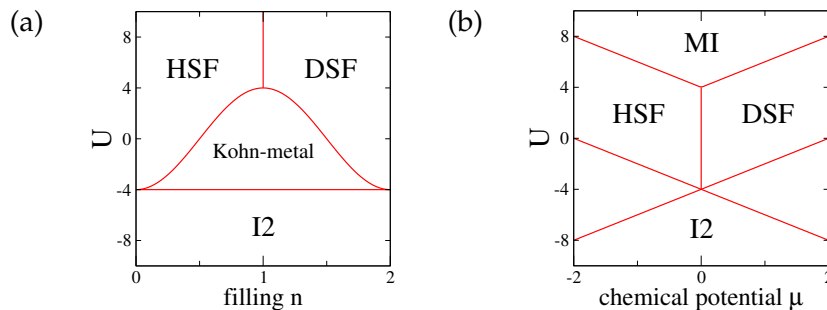 (a)
8
4
0
-4
-8
U
HSF
DSF
Kohn-metal
I2
0
1
2
filling n
(b)
8
4
0
-4
-8
U
MI
HSF
DSF
I2
-2
0
2
chemical potential μ